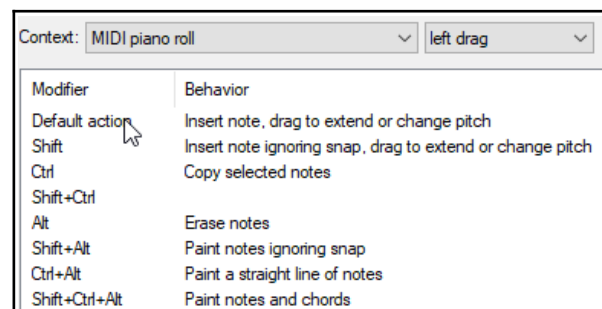 Context: MIDI piano roll left drag
Modifier Behavior
Default action Insert note, drag to extend or change pitch
Shift Insert note ignoring snap, drag to extend or change pitch
Ctrl Copy selected notes
Shift+Ctrl
Alt Erase notes
Shift+Alt Paint notes ignoring snap
Ctrl+Alt Paint a straight line of notes
Shift+Ctrl+Alt Paint notes and chords